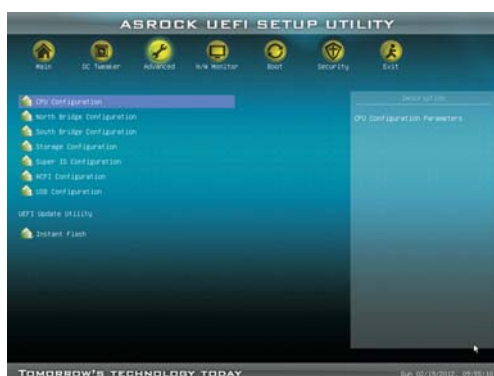 ASROCK UEFI SETUP UTILITY
Main OC Tweaker Advanced H/W Monitor Boot Security Exit
CPU Configuration
North Bridge Configuration
South Bridge Configuration
Storage Configuration
Super IO Configuration
ACPI Configuration
USB Configuration
UEFI Update Utility
Instant Flash
Description
CPU Configuration Parameters
TOMORROW'S TECHNOLOGY TODAY
Sun